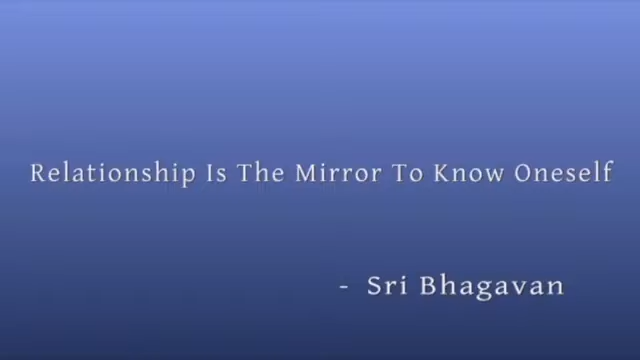 Relationship Is The Mirror To Know Oneself
- Sri Bhagavan